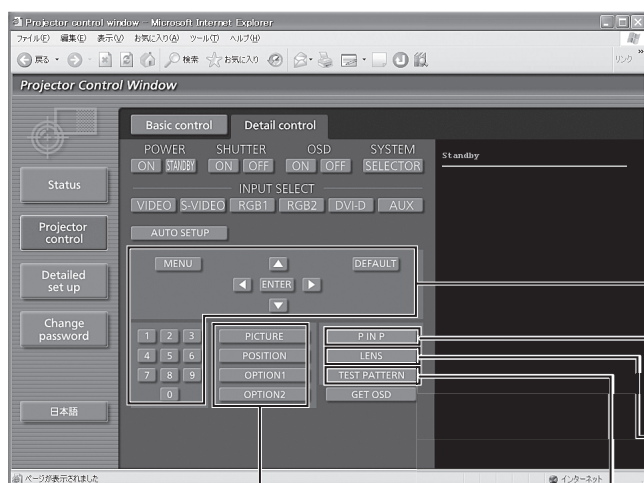 Projector control window - Microsoft Internet Explorer
ファイル(F) 編集(E) 表示(V) お気に入り(A) ツール(T) ヘルプ(H)
戻る 検索 お気に入り リンク »
Projector Control Window
Basic control Detail control
POWER SHUTTER OSD SYSTEM
ON STANDBY ON OFF ON OFF SELECTOR
Standby
INPUT SELECT
VIDEO S-VIDEO RGB1 RGB2 DVI-D AUX
AUTO SETUP
MENU DEFAULT
ENTER
Status
Projector
control
Detailed
set up
Change
password
日本語
1 2 3 PICTURE P IN P
4 5 6 POSITION LENS
7 8 9 OPTION1 TEST PATTERN
0 OPTION2 GET OSD
ページが表示されました インターネット